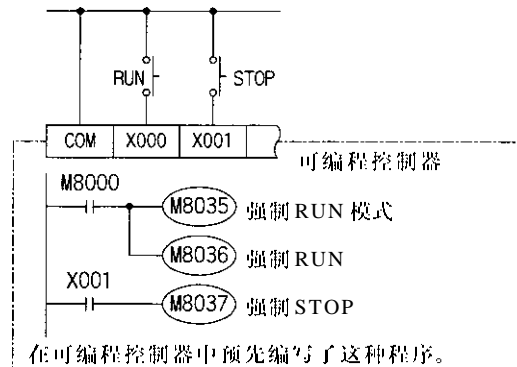 RUN STOP
COM X000 X001
可编程控制器
M8000
M8035 强制RUN模式
M8036 强制RUN
X001
M8037 强制STOP
在可编程控制器中预先编写了这种程序。